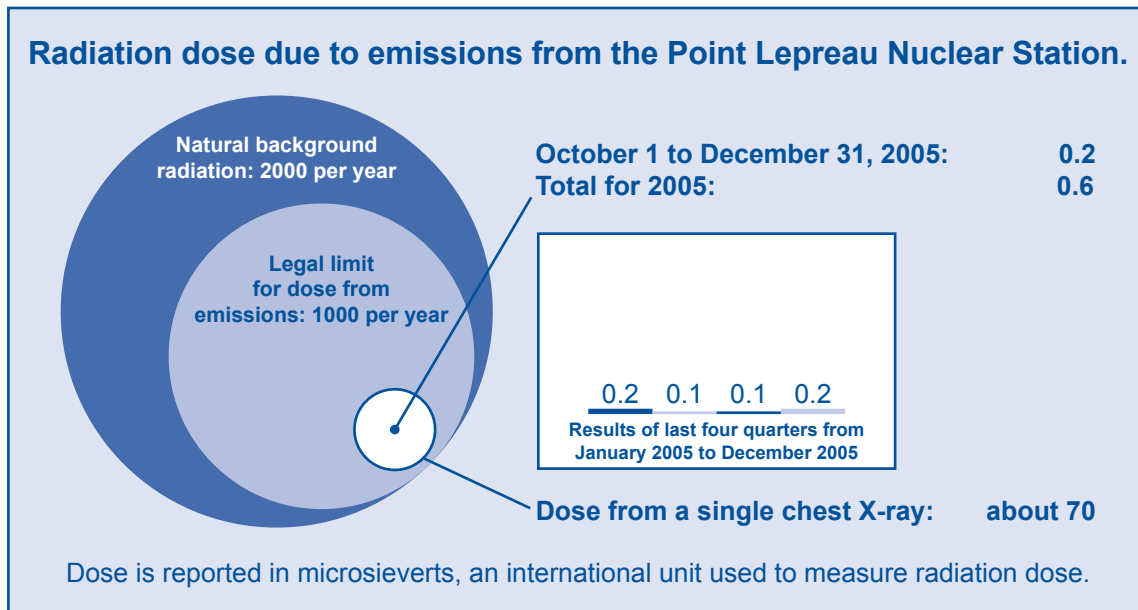 Radiation dose due to emissions from the Point Lepreau Nuclear Station.
Natural background
radiation: 2000 per year
Legal limit
for dose from
emissions: 1000 per year
October 1 to December 31, 2005: 0.2
Total for 2005: 0.6
0.2 0.1 0.1 0.2
Results of last four quarters from
January 2005 to December 2005
Dose from a single chest X-ray: about 70
Dose is reported in microsieverts, an international unit used to measure radiation dose.